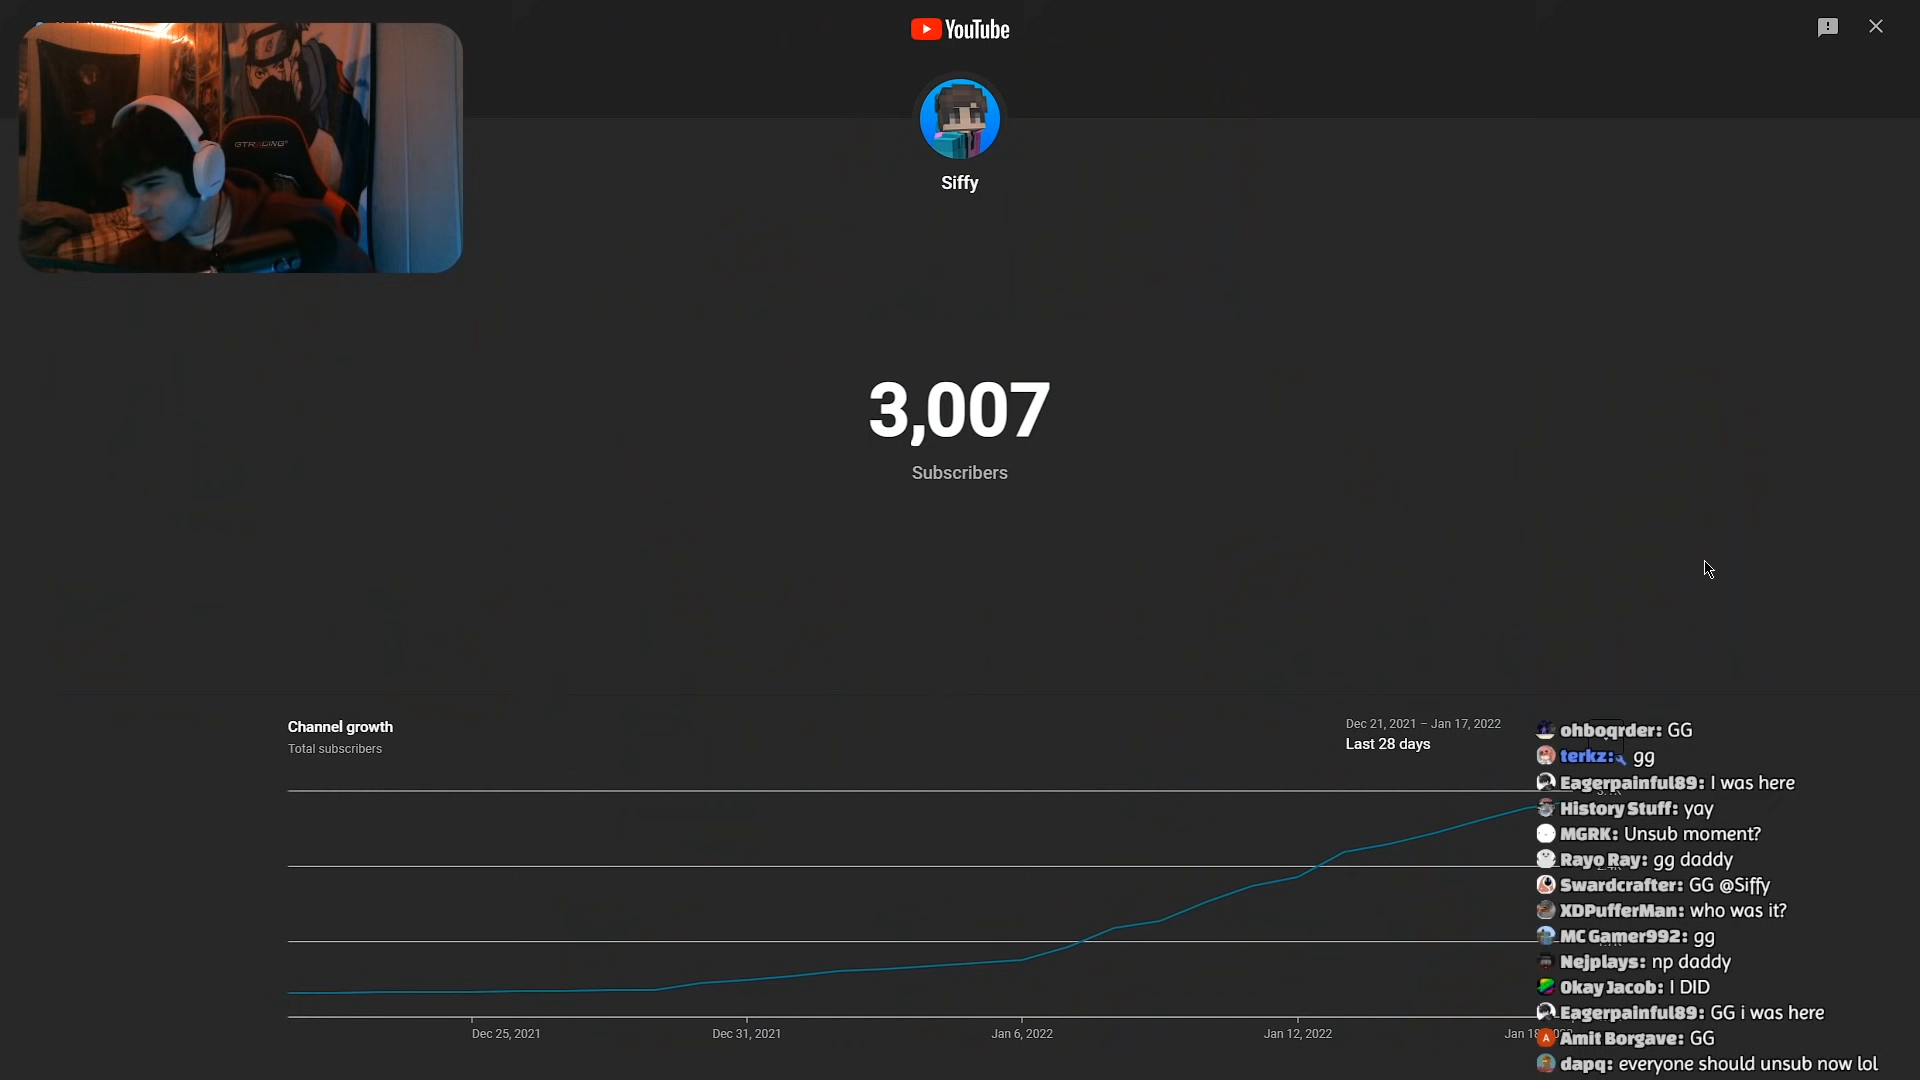 YouTube
GTRACING
Siffy
3,007
Subscribers
Channel growth
Total subscribers
Dec 21, 2021 – Jan 17, 2022
Last 28 days
Dec 25, 2021
Dec 31, 2021
Jan 6, 2022
Jan 12, 2022
Jan 18
ohboqrder: GG
terkz: gg
Eagerpainful89: I was here
History Stuff: yay
MGRK: Unsub moment?
Rayo Ray: gg daddy
Swardcrafter: GG @Siffy
XDPufferMan: who was it?
MC Gamer992: gg
Nejplays: np daddy
Okay Jacob: I DID
Eagerpainful89: GG i was here
A
Amit Borgave: GG
dapq: everyone should unsub now lol